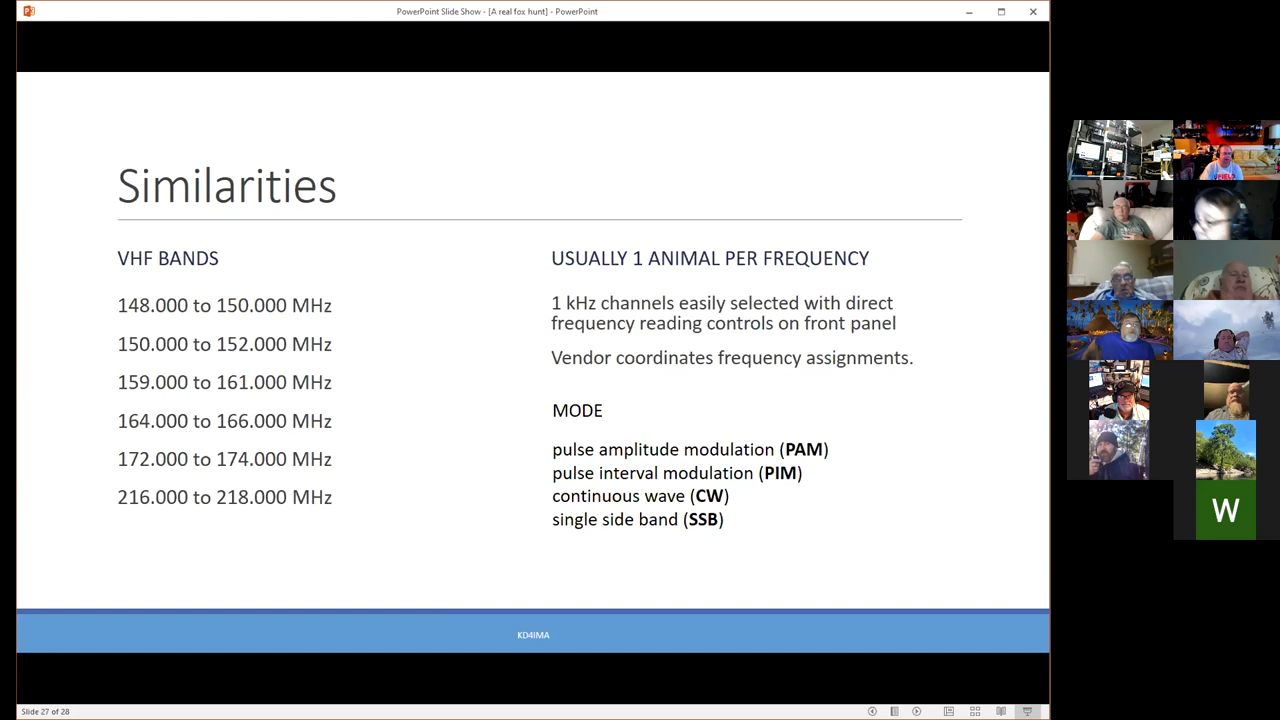 PowerPoint Slide Show - [A real fox hunt] - PowerPoint
Similarities
VHF BANDS
148.000 to 150.000 MHz
150.000 to 152.000 MHz
159.000 to 161.000 MHz
164.000 to 166.000 MHz
172.000 to 174.000 MHz
216.000 to 218.000 MHz
USUALLY 1 ANIMAL PER FREQUENCY
1 kHz channels easily selected with direct
frequency reading controls on front panel
Vendor coordinates frequency assignments.
MODE
pulse amplitude modulation (PAM)
pulse interval modulation (PIM)
continuous wave (CW)
single side band (SSB)
KD4IMA
Slide 27 of 28
W